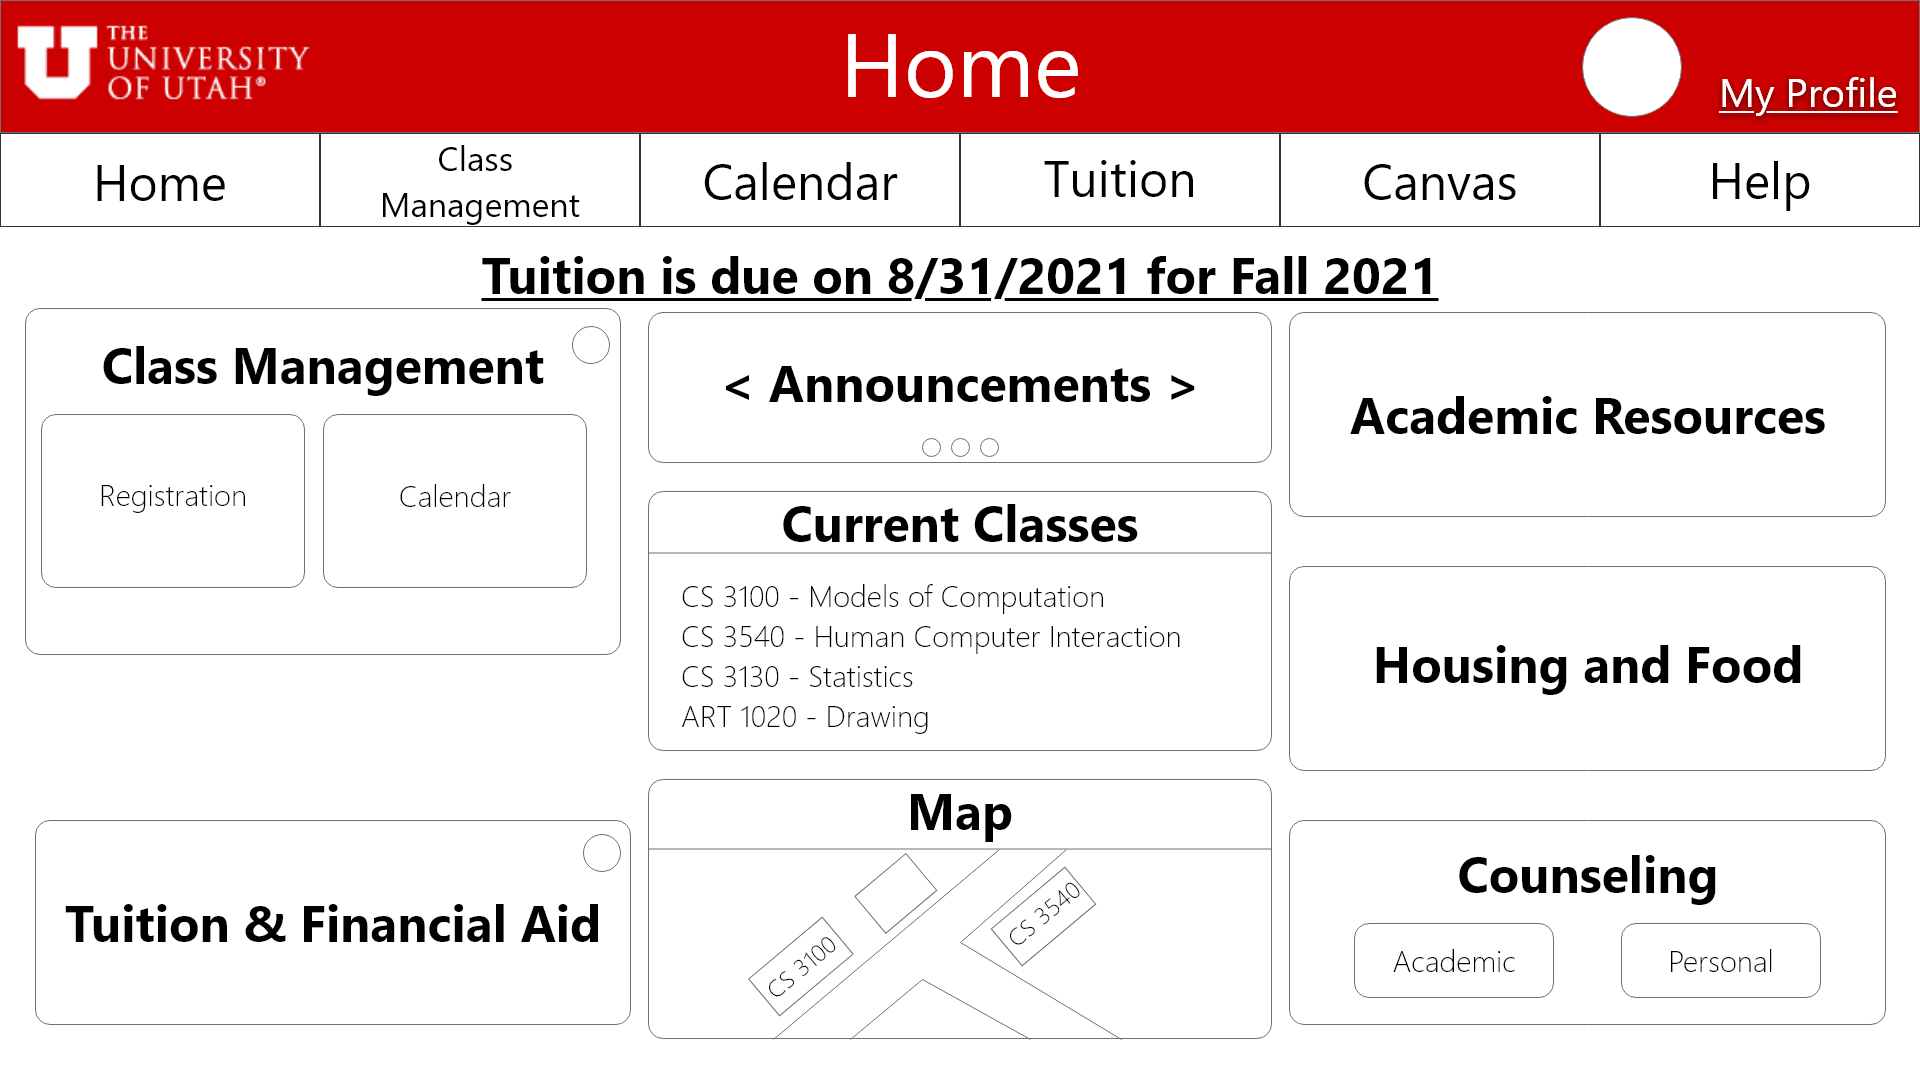 THE
UNIVERSITY
OF UTAH®
Home
My Profile
Home
Class
Management
Calendar
Tuition
Canvas
Help
Tuition is due on 8/31/2021 for Fall 2021
Class Management
Registration
Calendar
Tuition & Financial Aid
< Announcements >
Current Classes
CS 3100 - Models of Computation
CS 3540 - Human Computer Interaction
CS 3130 - Statistics
ART 1020 - Drawing
Map
CS 3100
CS 3540
Academic Resources
Housing and Food
Counseling
Academic
Personal